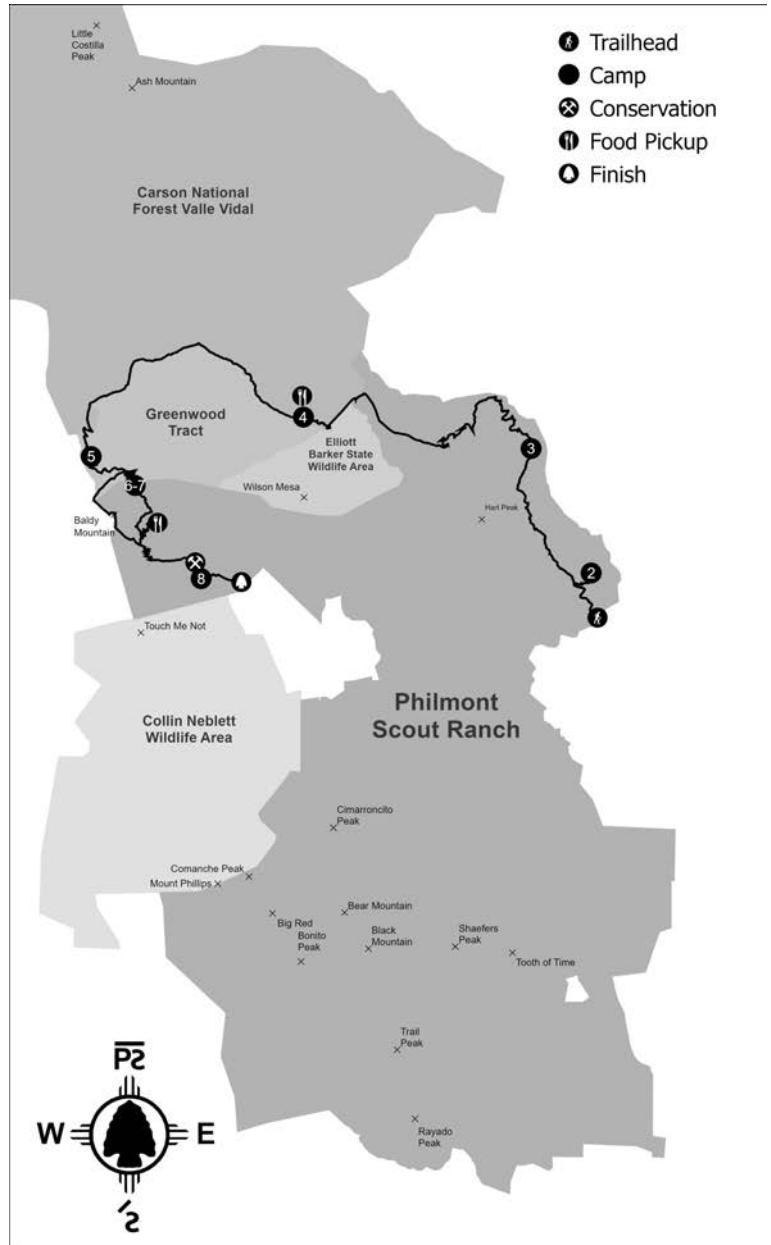 Little
Costilla
Peak
Ash Mountain
Trailhead
Camp
Conservation
Food Pickup
Finish
Carson National
Forest Valle Vidal
Greenwood
Tract
4
Elliott
Barker State
Wildlife Area
3
5
6-7
Wilson Mesa
Hart Peak
Baldy
Mountain
8
2
Touch Me Not
Philmont
Scout Ranch
Collin Neblett
Wildlife Area
Cimarroncito
Peak
Comanche Peak
Mount Phillips
Big Red
Bear Mountain
Bonito
Peak
Black
Mountain
Shaefers
Peak
Tooth of Time
Trail
Peak
Rayado
Peak
W
E